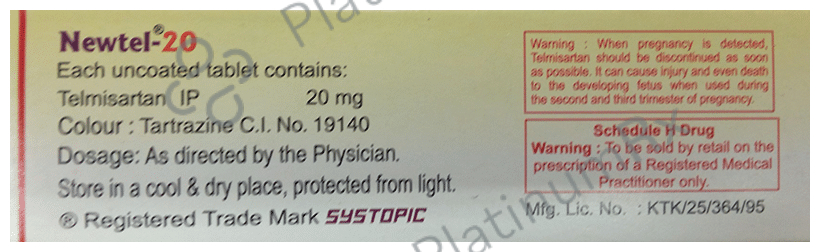 Newtel®-20
Each uncoated tablet contains:
Telmisartan IP 20 mg
Colour : Tartrazine C.I. No. 19140
Dosage: As directed by the Physician.
Store in a cool & dry place, protected from light.
® Registered Trade Mark SYSTOPIC
Warning : When pregnancy is detected,
Telmisartan should be discontinued as soon
as possible. It can cause injury and even death
to the developing fetus when used during
the second and third trimester of pregnancy.
Schedule H Drug
Warning : To be sold by retail on the
prescription of a Registered Medical
Practitioner only.
Mfg. Lic. No. : KTK/25/364/95
PlatinumRx